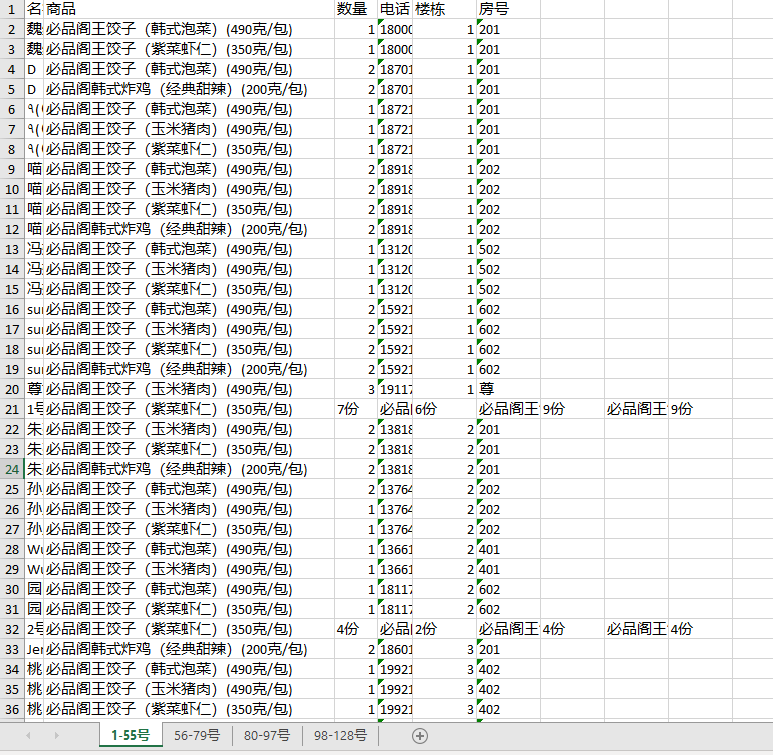 1 名 商品 数量 电话 楼栋 房号
2 魏 必品阁王饺子（韩式泡菜）(490克/包) 1 18000 1 201
3 魏 必品阁王饺子（紫菜虾仁）(350克/包) 1 18000 1 201
4 D 必品阁王饺子（韩式泡菜）(490克/包) 2 18701 1 201
5 D 必品阁韩式炸鸡（经典甜辣）(200克/包) 2 18701 1 201
6 必品阁王饺子（韩式泡菜）(490克/包) 1 18721 1 201
7 必品阁王饺子（玉米猪肉）(490克/包) 1 18721 1 201
8 必品阁王饺子（紫菜虾仁）(350克/包) 1 18721 1 201
9 喵 必品阁王饺子（韩式泡菜）(490克/包) 2 18918 1 202
10 喵 必品阁王饺子（玉米猪肉）(490克/包) 2 18918 1 202
11 喵 必品阁王饺子（紫菜虾仁）(350克/包) 2 18918 1 202
12 喵 必品阁韩式炸鸡（经典甜辣）(200克/包) 2 18918 1 202
13 冯 必品阁王饺子（韩式泡菜）(490克/包) 1 13120 1 502
14 冯 必品阁王饺子（玉米猪肉）(490克/包) 1 13120 1 502
15 冯 必品阁王饺子（紫菜虾仁）(350克/包) 1 13120 1 502
16 sur 必品阁王饺子（韩式泡菜）(490克/包) 2 15921 1 602
17 sur 必品阁王饺子（玉米猪肉）(490克/包) 2 15921 1 602
18 sur 必品阁王饺子（紫菜虾仁）(350克/包) 2 15921 1 602
19 sur 必品阁韩式炸鸡（经典甜辣）(200克/包) 2 15921 1 602
20 尊 必品阁王饺子（玉米猪肉）(490克/包) 3 19117 1 尊
21 1号 必品阁王饺子（紫菜虾仁）(350克/包) 7份 必品 6份 必品阁王 9份 必品阁王 9份
22 朱 必品阁王饺子（玉米猪肉）(490克/包) 2 13818 2 201
23 朱 必品阁王饺子（紫菜虾仁）(350克/包) 2 13818 2 201
24 朱 必品阁韩式炸鸡（经典甜辣）(200克/包) 2 13818 2 201
25 孙 必品阁王饺子（韩式泡菜）(490克/包) 2 13764 2 202
26 孙 必品阁王饺子（玉米猪肉）(490克/包) 1 13764 2 202
27 孙 必品阁王饺子（紫菜虾仁）(350克/包) 1 13764 2 202
28 Wu 必品阁王饺子（韩式泡菜）(490克/包) 1 13661 2 401
29 Wu 必品阁王饺子（玉米猪肉）(490克/包) 1 13661 2 401
30 园 必品阁王饺子（韩式泡菜）(490克/包) 1 18117 2 602
31 园 必品阁王饺子（紫菜虾仁）(350克/包) 1 18117 2 602
32 2号 必品阁王饺子（紫菜虾仁）(350克/包) 4份 必品 2份 必品阁王 4份 必品阁王 4份
33 Jer 必品阁韩式炸鸡（经典甜辣）(200克/包) 2 18601 3 201
34 桃 必品阁王饺子（韩式泡菜）(490克/包) 1 19921 3 402
35 桃 必品阁王饺子（玉米猪肉）(490克/包) 1 19921 3 402
36 桃 必品阁王饺子（紫菜虾仁）(350克/包) 1 19921 3 402
1-55号 56-79号 80-97号 98-128号